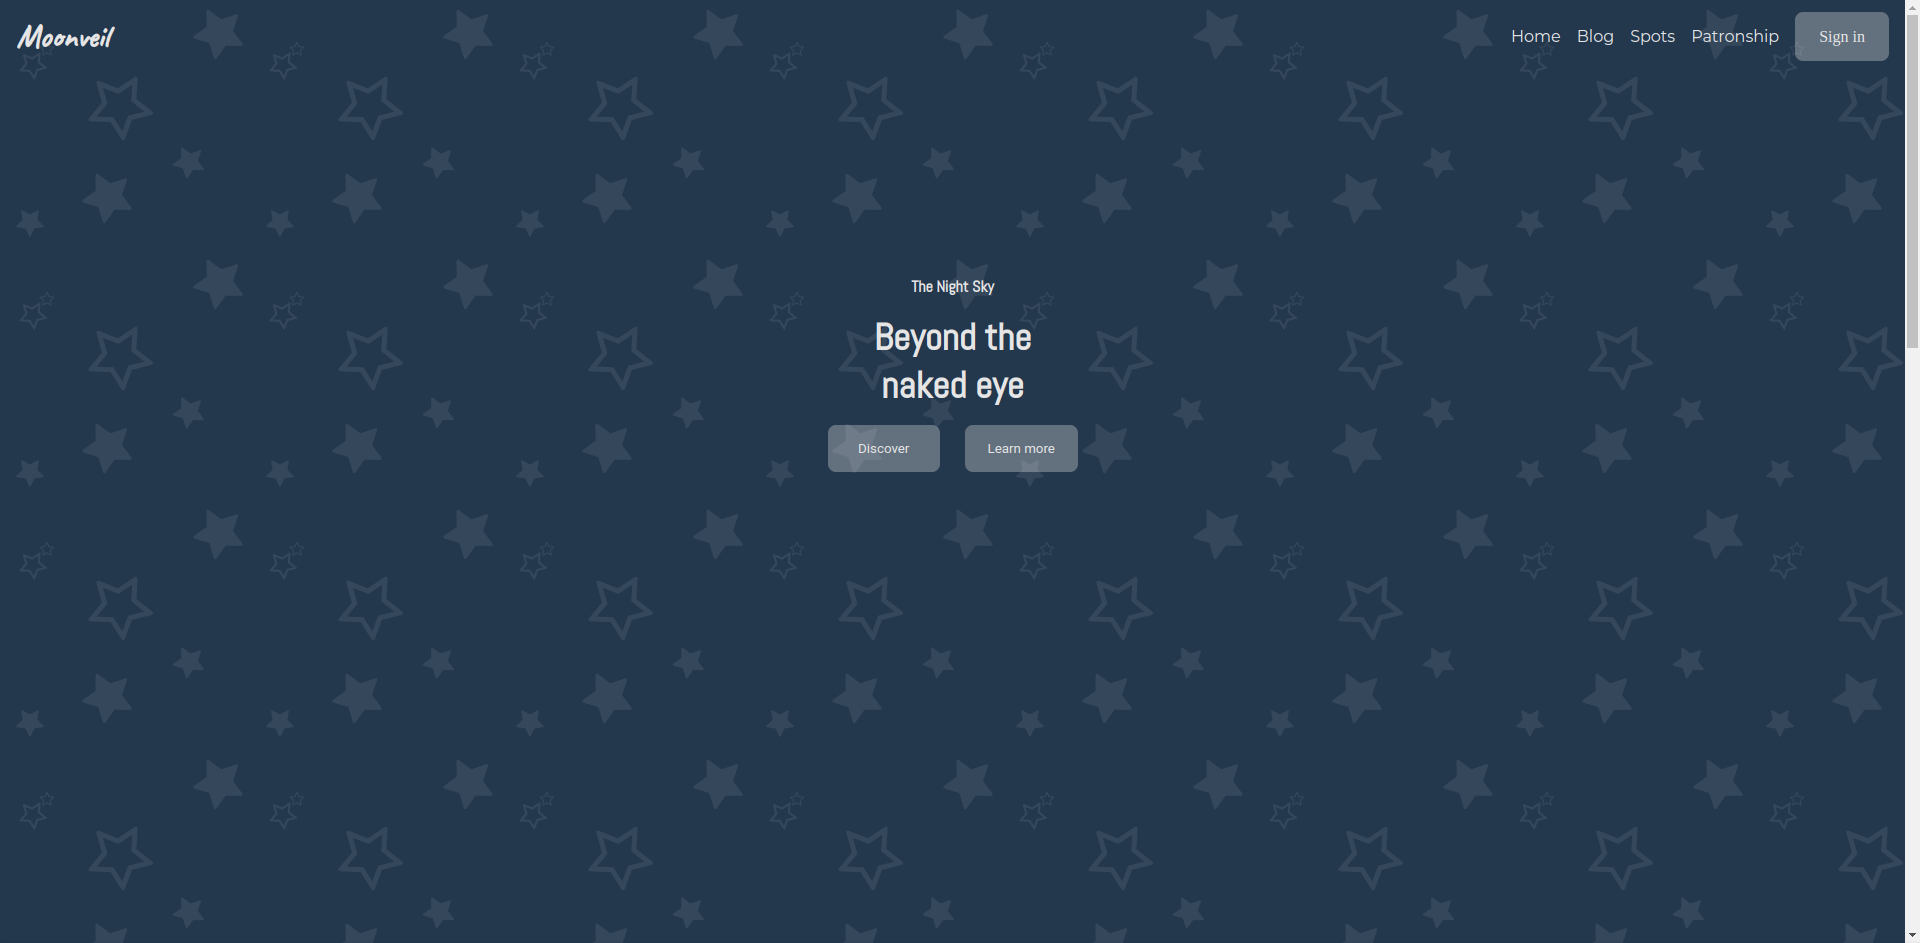 Moonveil
Home Blog Spots Patronship Sign in
The Night Sky
Beyond the
naked eye
Discover Learn more